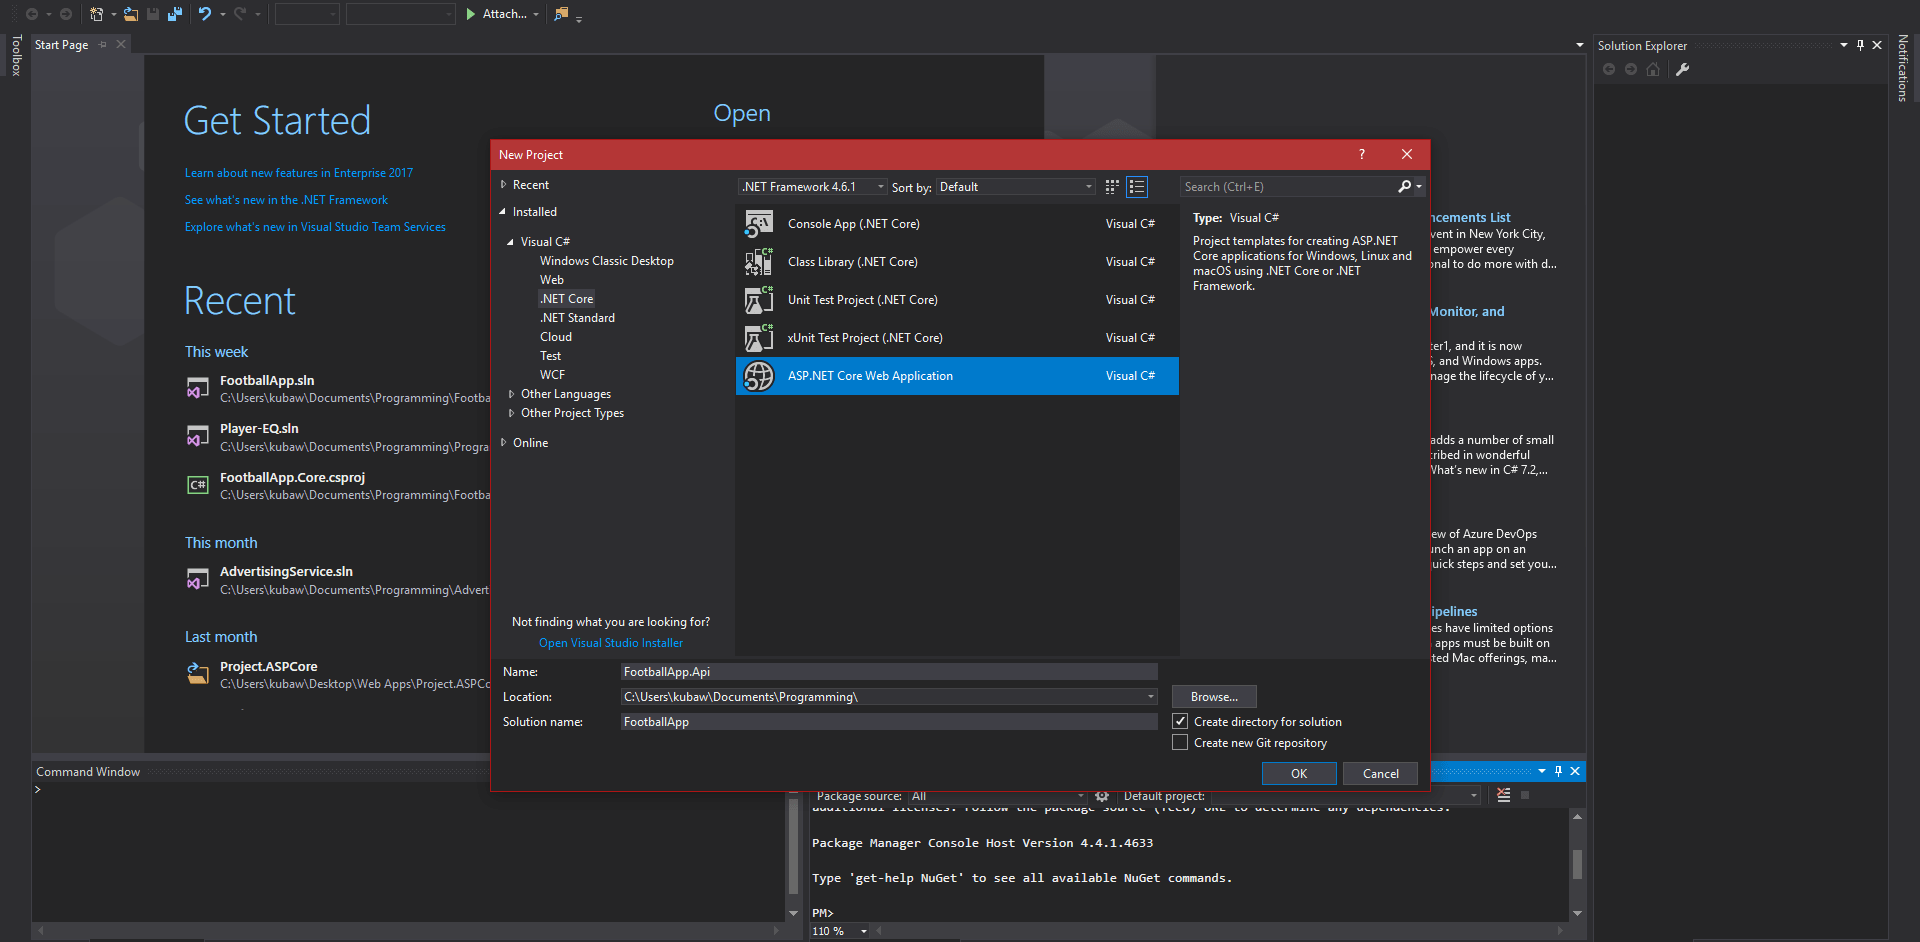 Attach...
Toolbox
Start Page
Get Started
Learn about new features in Enterprise 2017
See what's new in the .NET Framework
Explore what's new in Visual Studio Team Services
Recent
This week
FootballApp.sln
C:\Users\kubaw\Documents\Programming\Footba
Player-EQ.sln
C:\Users\kubaw\Documents\Programming\Progra
FootballApp.Core.csproj
C:\Users\kubaw\Documents\Programming\Footba
This month
AdvertisingService.sln
C:\Users\kubaw\Documents\Programming\Advert
Last month
Project.ASPCore
C:\Users\kubaw\Desktop\Web Apps\Project.ASPCo
Open
New Project
?
Recent
Installed
Visual C#
Windows Classic Desktop
Web
.NET Core
.NET Standard
Cloud
Test
WCF
Other Languages
Other Project Types
Online
Not finding what you are looking for?
Open Visual Studio Installer
.NET Framework 4.6.1
Sort by: Default
Search (Ctrl+E)
Console App (.NET Core) Visual C#
Class Library (.NET Core) Visual C#
Unit Test Project (.NET Core) Visual C#
xUnit Test Project (.NET Core) Visual C#
ASP.NET Core Web Application Visual C#
Type: Visual C#
Project templates for creating ASP.NET
Core applications for Windows, Linux and
macOS using .NET Core or .NET
Framework.
Name: FootballApp.Api
Location: C:\Users\kubaw\Documents\Programming\
Browse...
Solution name: FootballApp
Create directory for solution
Create new Git repository
OK
Cancel
ncements List
vent in New York City,
empower every
onal to do more with d...
Monitor, and
ter1, and it is now
, and Windows apps.
nage the lifecycle of y...
adds a number of small
cribed in wonderful
What's new in C# 7.2,...
ew of Azure DevOps
unch an app on an
uick steps and set you...
ipelines
es have limited options
apps must be built on
ted Mac offerings, ma...
Solution Explorer
Notifications
Command Window
>
Package source: All
Default project:
additional licenses. Follow the package source (feed) URL to determine any dependencies.
Package Manager Console Host Version 4.4.1.4633
Type 'get-help NuGet' to see all available NuGet commands.
PM>
110 %